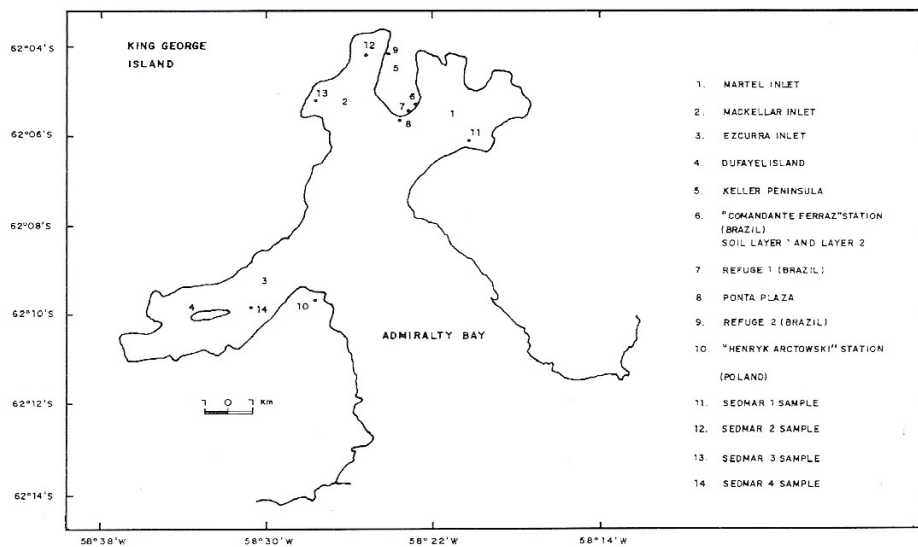 KING GEORGE
ISLAND
62°04'S
62°06'S
62°08'S
62°10'S
62°12'S
62°14'S
58°38'W
58°30'W
58°22'W
58°14'W
12
9
5
13
2
6
7
8
1
11
3
4
14
10
ADMIRALTY BAY
1 0 1 Km
1. MARTEL INLET
2. MACKELLAR INLET
3. EZCURRA INLET
4. DUFAYEL ISLAND
5. KELLER PENINSULA
6. "COMANDANTE FERRAZ" STATION
(BRAZIL)
SOIL LAYER 1 AND LAYER 2
7 REFUGE 1 (BRAZIL)
8 PONTA PLAZA
9. REFUGE 2 (BRAZIL)
10. "HENRYK ARCTOWSKI" STATION
(POLAND)
11. SEDMAR 1 SAMPLE
12. SEDMAR 2 SAMPLE
13. SEDMAR 3 SAMPLE
14 SEDMAR 4 SAMPLE